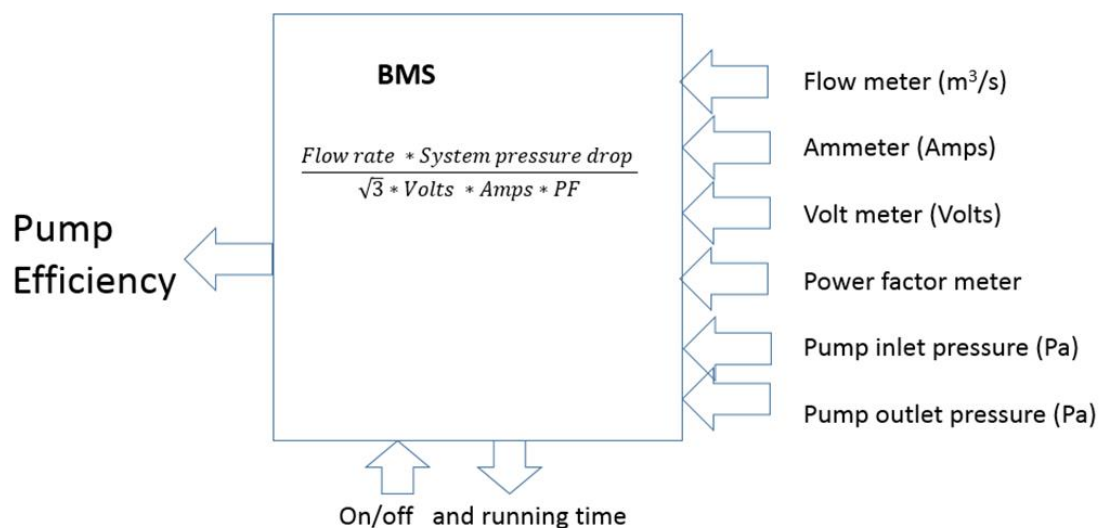 BMS
Flow rate * System pressure drop
√3 * Volts * Amps * PF
Pump
Efficiency
Flow meter (m³/s)
Ammeter (Amps)
Volt meter (Volts)
Power factor meter
Pump inlet pressure (Pa)
Pump outlet pressure (Pa)
On/off and running time